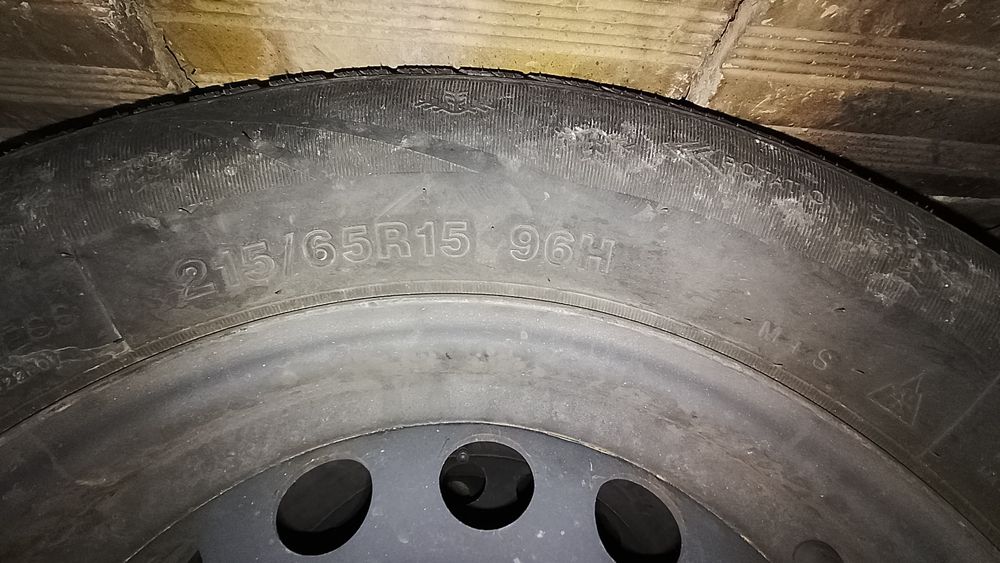 ROTATION
215/65R15 96H
M+S